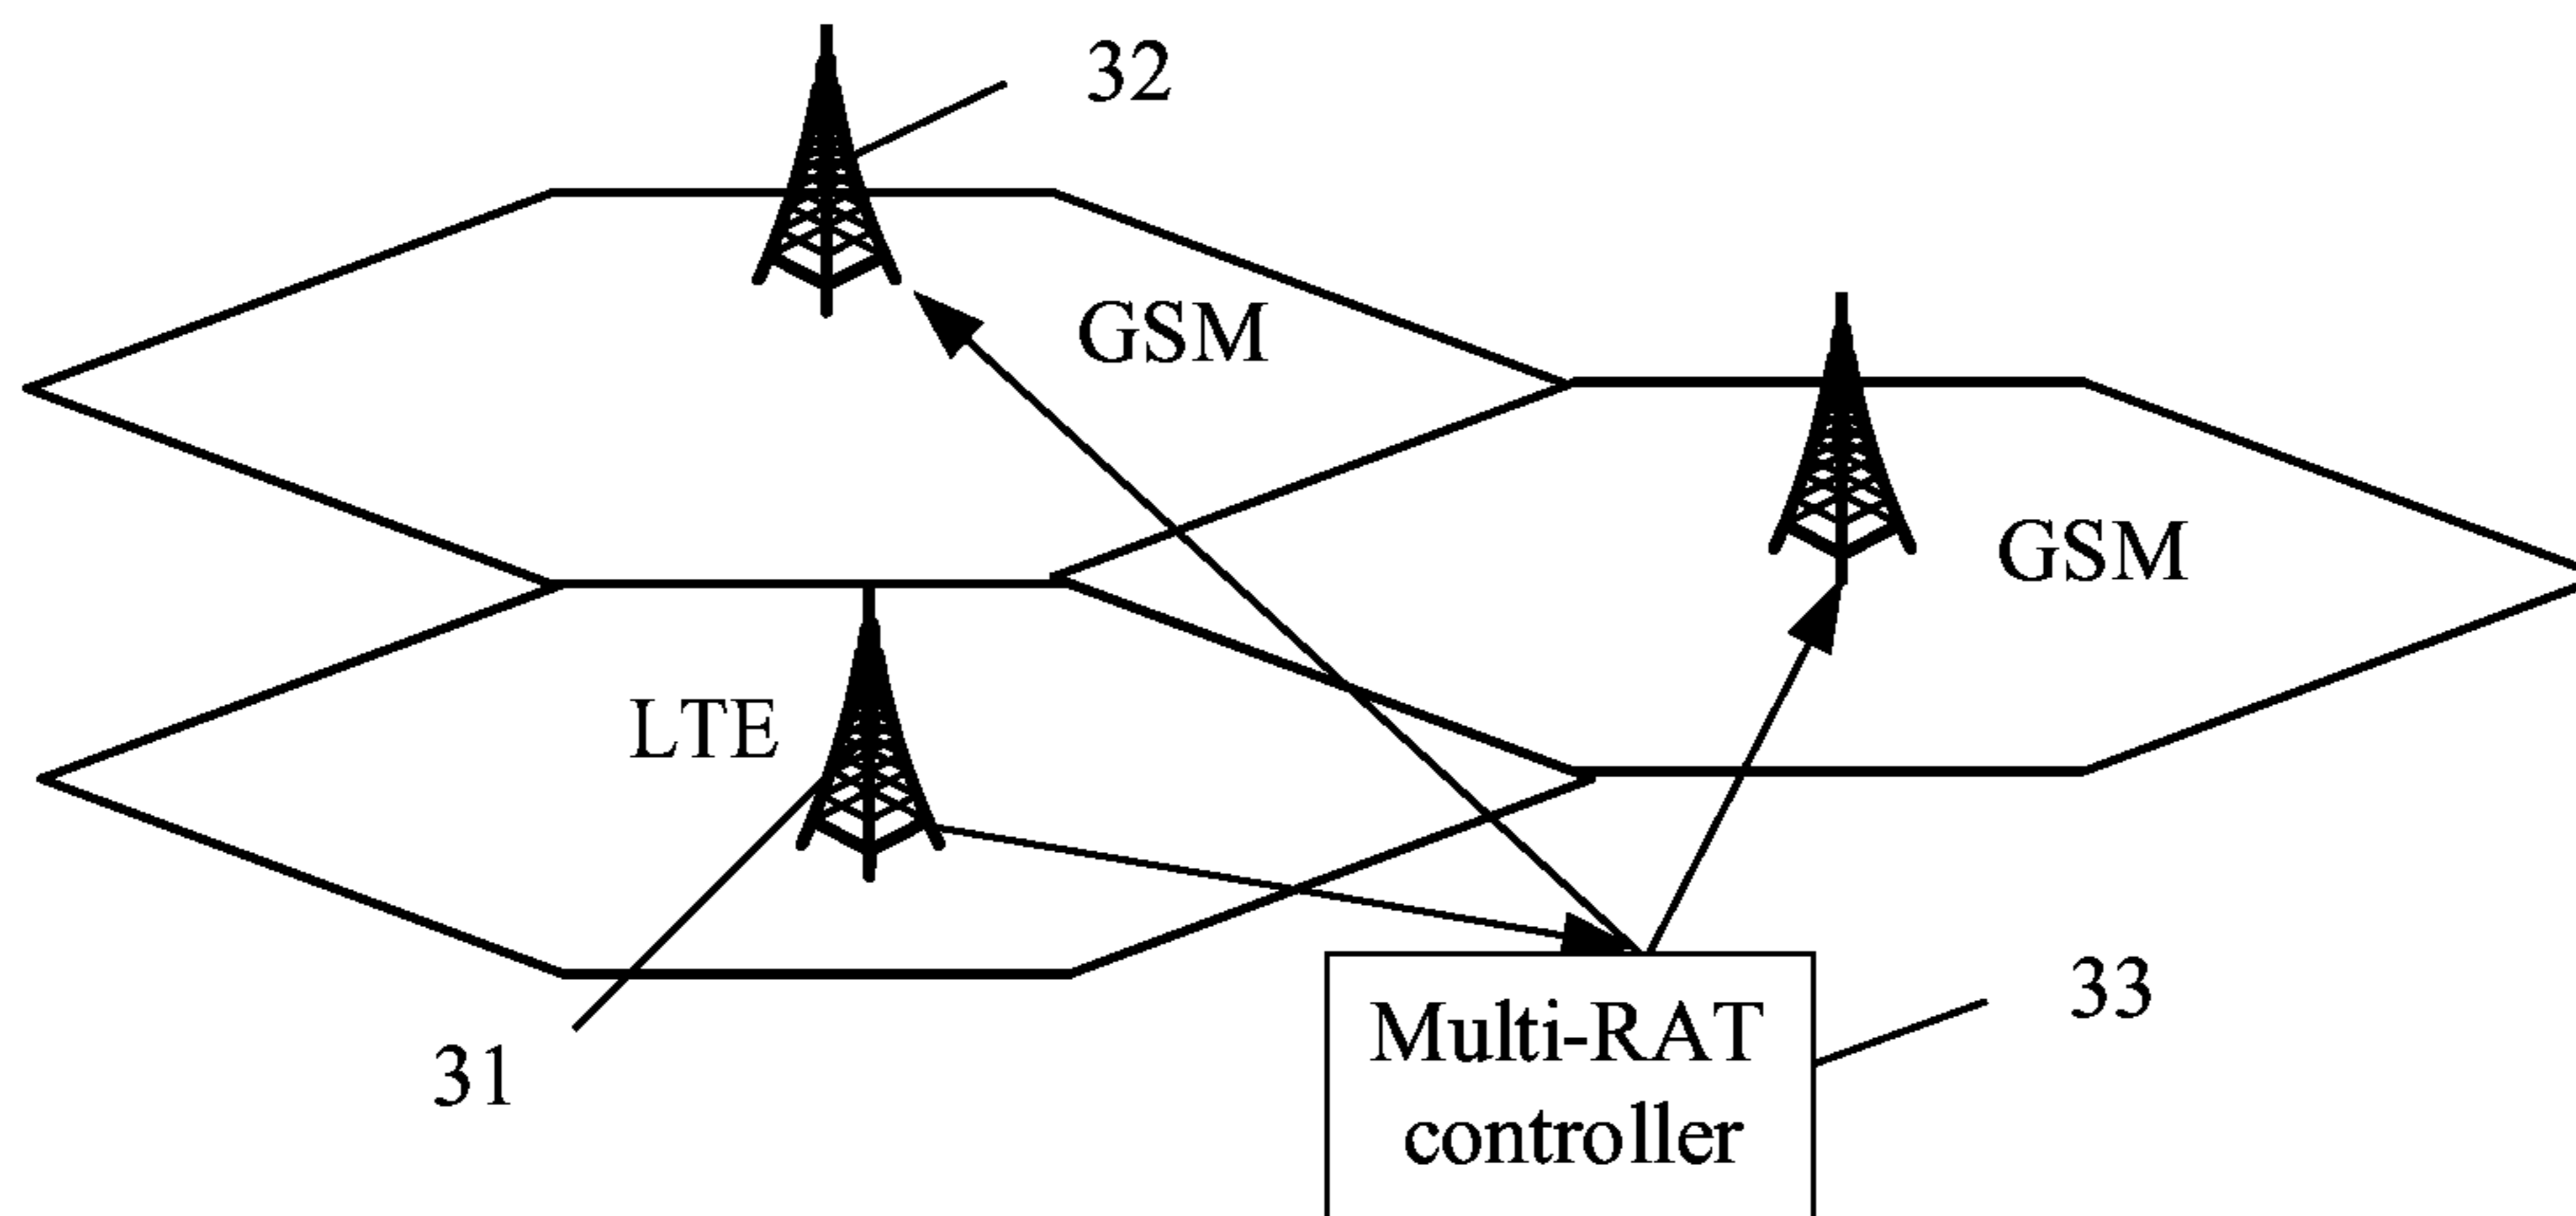 32
GSM
GSM
LTE
33
Multi-RAT
controller
31